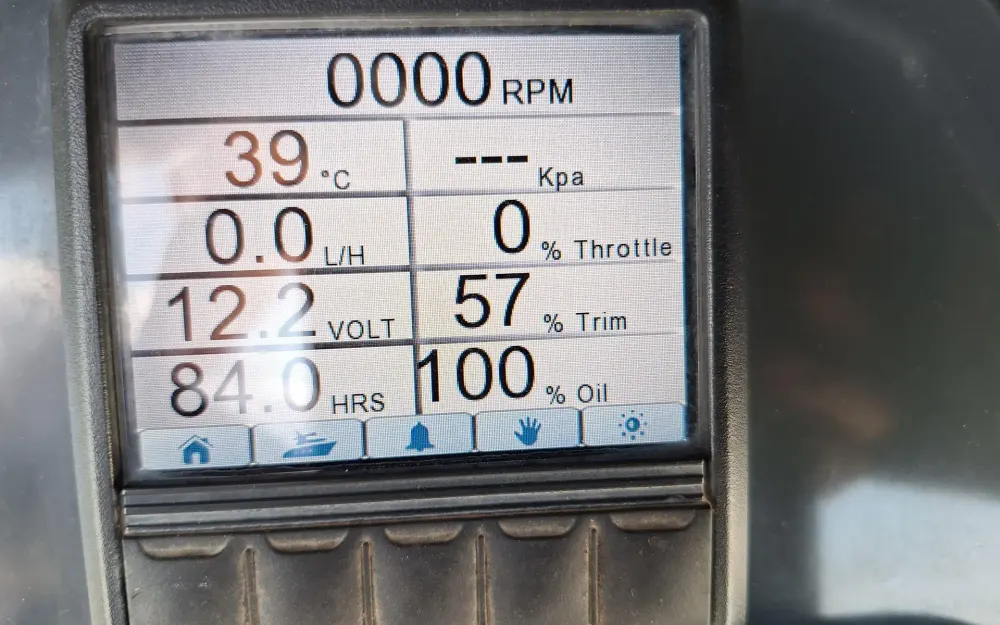 0000 RPM
39 °C
--- Kpa
0.0 L/H
0 % Throttle
12.2 VOLT
57 % Trim
84.0 HRS
100 % Oil